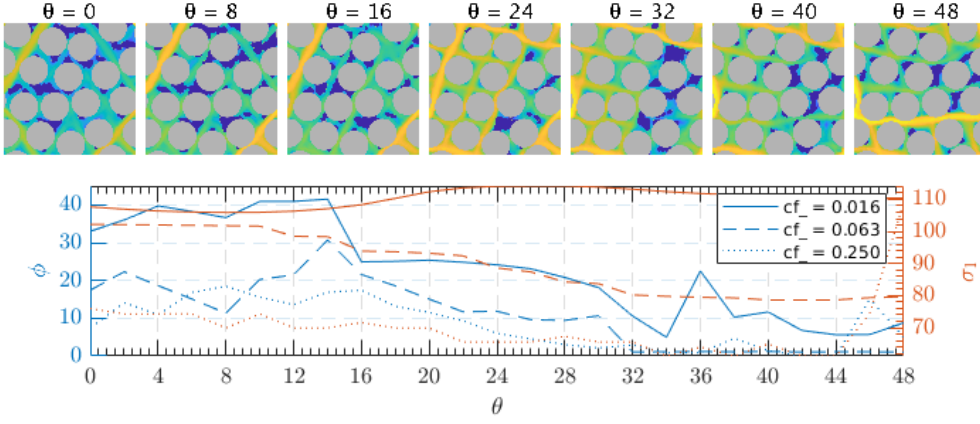 θ = 0 θ = 8 θ = 16 θ = 24 θ = 32 θ = 40 θ = 48
40 110
30 100
20 90
10 80
0 70
ϕ
σ1
cf_ = 0.016
cf_ = 0.063
cf_ = 0.250
0 4 8 12 16 20 24 28 32 36 40 44 48
θ